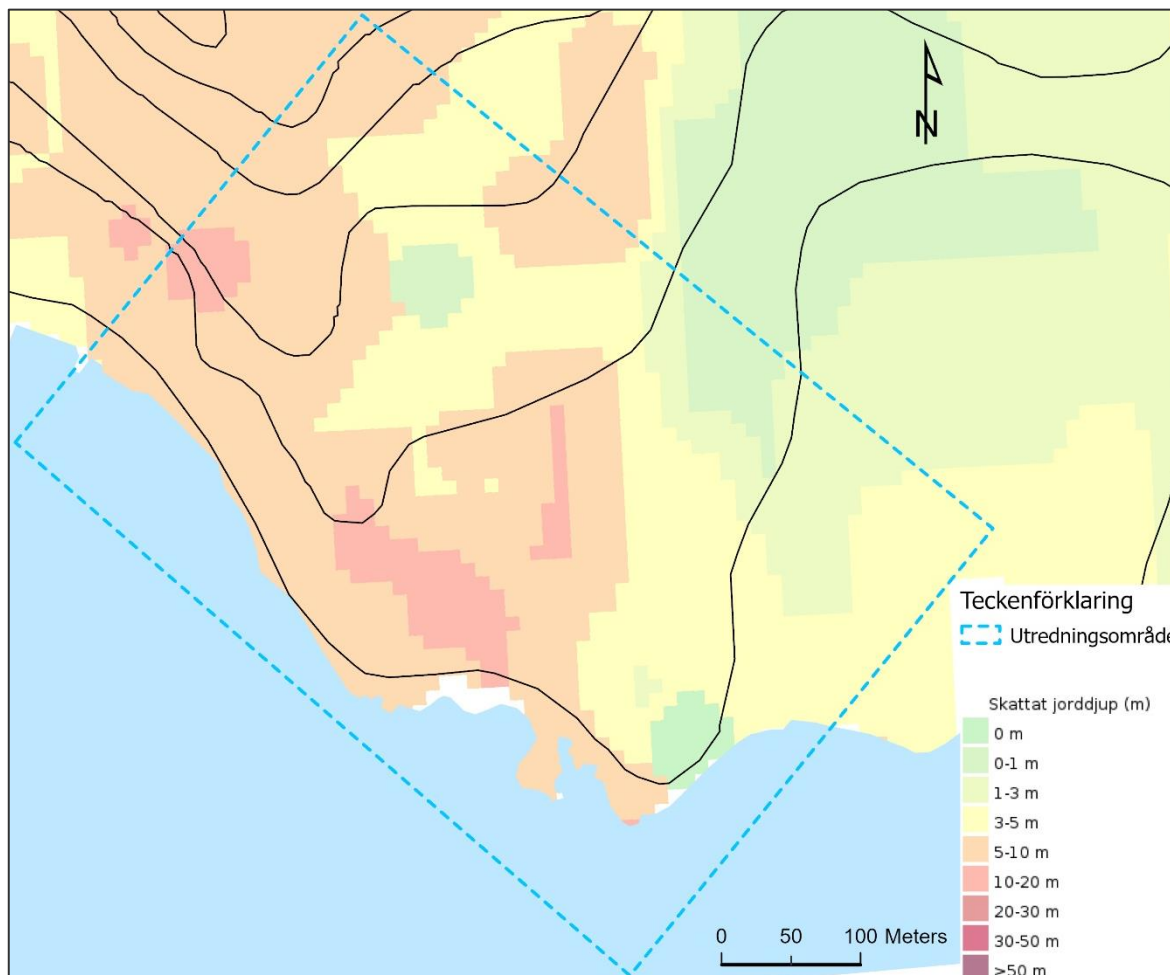 N
Teckenförklaring
Utredningsområde
Skattat jorddjup (m)
0 m
0-1 m
1-3 m
3-5 m
5-10 m
10-20 m
20-30 m
30-50 m
>50 m
0 50 100 Meters